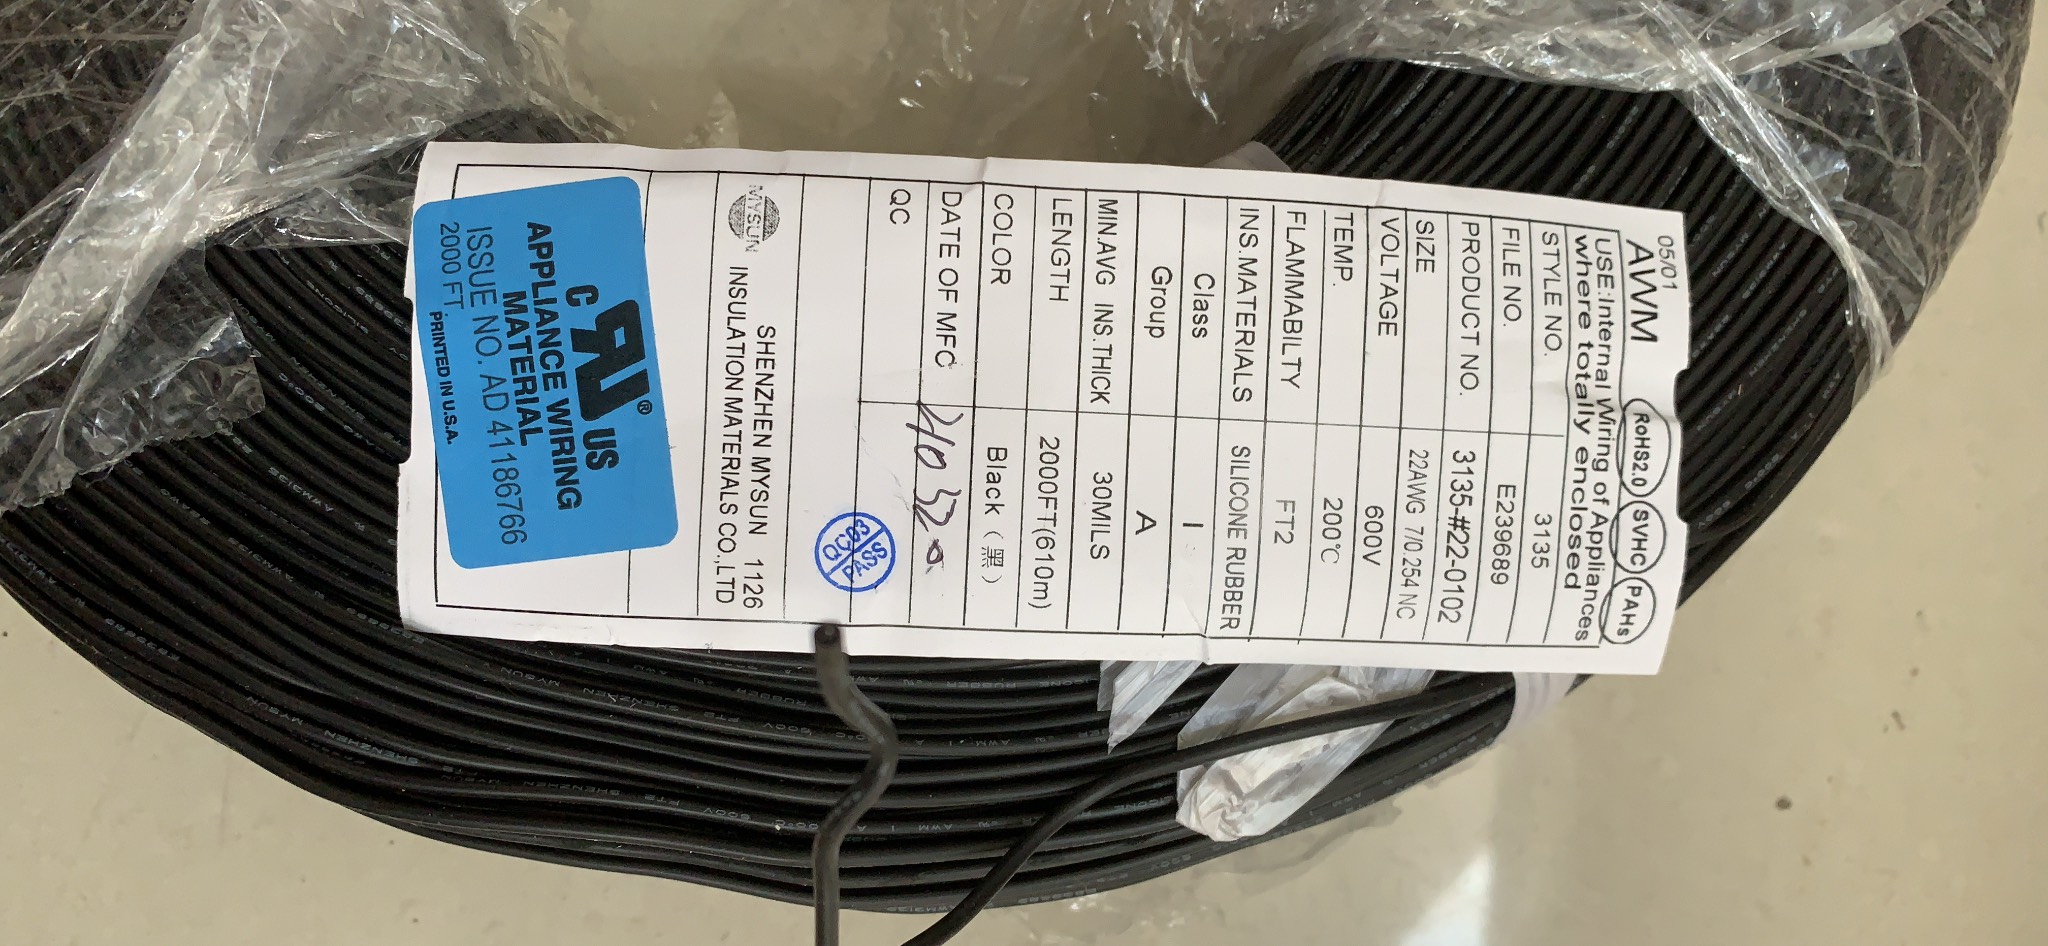 05/01
AWM RoHS2.0 SVHC PAHs
USE:Internal Wiring of Appliances
where totally enclosed
STYLE NO. 3135
FILE NO. E239689
PRODUCT NO. 3135-#22-0102
SIZE 22AWG 7/0.254 NC
VOLTAGE 600V
TEMP. 200℃
FLAMMABILTY FT2
INS.MATERIALS SILICONE RUBBER
Class I
Group A
MIN.AVG INS.THICK 30MILS
LENGTH 2000FT(610m)
COLOR Black (黑)
DATE OF MFC
QC
MYSUN
SHENZHEN MYSUN 1126
INSULATION MATERIALS CO.,LTD
C US ®
APPLIANCE WIRING
MATERIAL
ISSUE NO. AD 41186766
2000 FT PRINTED IN U.S.A.